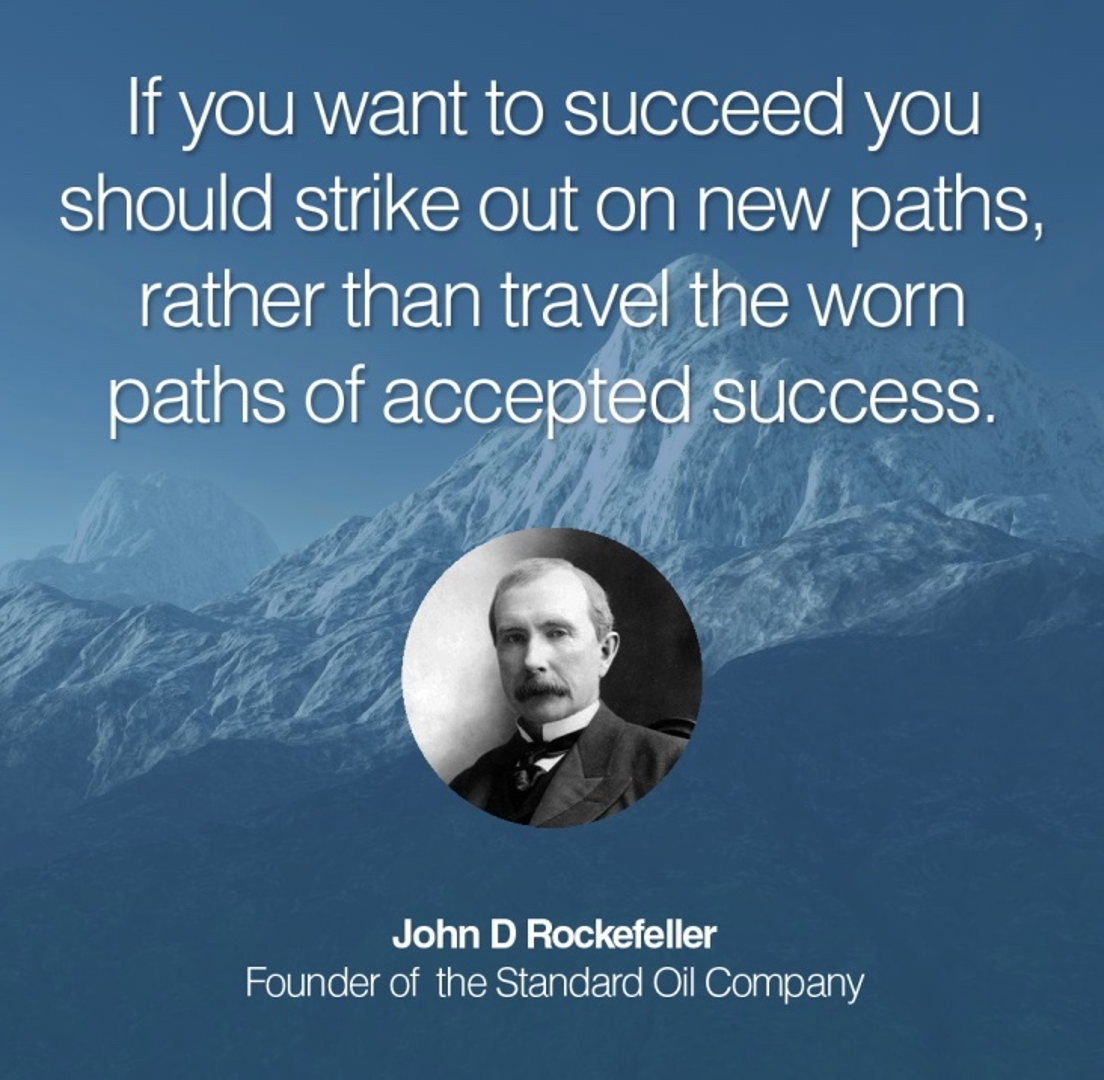 If you want to succeed you
should strike out on new paths,
rather than travel the worn
paths of accepted success.
John D Rockefeller
Founder of  the Standard Oil Company